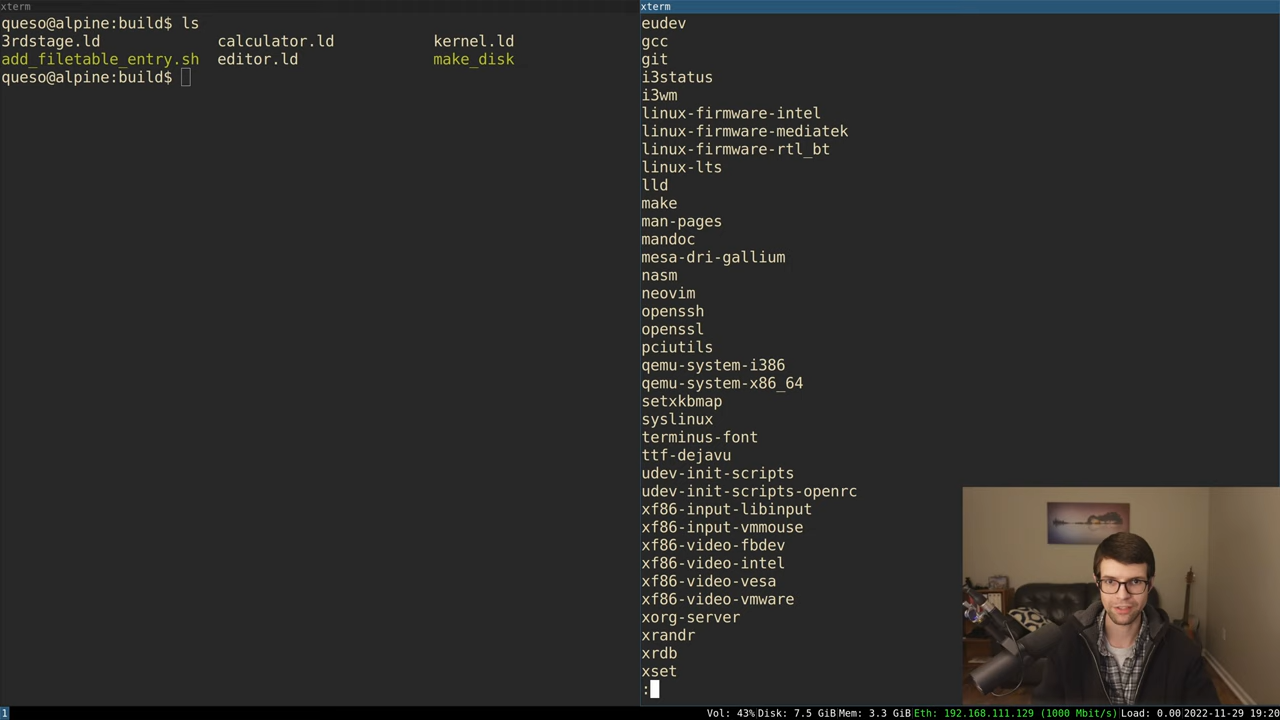 xterm
queso@alpine:build$ ls
3rdstage.ld calculator.ld kernel.ld
add_filetable_entry.sh editor.ld make_disk
queso@alpine:build$
xterm
eudev
gcc
git
i3status
i3wm
linux-firmware-intel
linux-firmware-mediatek
linux-firmware-rtl_bt
linux-lts
lld
make
man-pages
mandoc
mesa-dri-gallium
nasm
neovim
openssh
openssl
pciutils
qemu-system-i386
qemu-system-x86_64
setxkbmap
syslinux
terminus-font
ttf-dejavu
udev-init-scripts
udev-init-scripts-openrc
xf86-input-libinput
xf86-input-vmmouse
xf86-video-fbdev
xf86-video-intel
xf86-video-vesa
xf86-video-vmware
xorg-server
xrandr
xrdb
xset
:
1 Vol: 43% Disk: 7.5 GiB Mem: 3.3 GiB Eth: 192.168.111.129 (1000 Mbit/s) Load: 0.00 2022-11-29 19:20